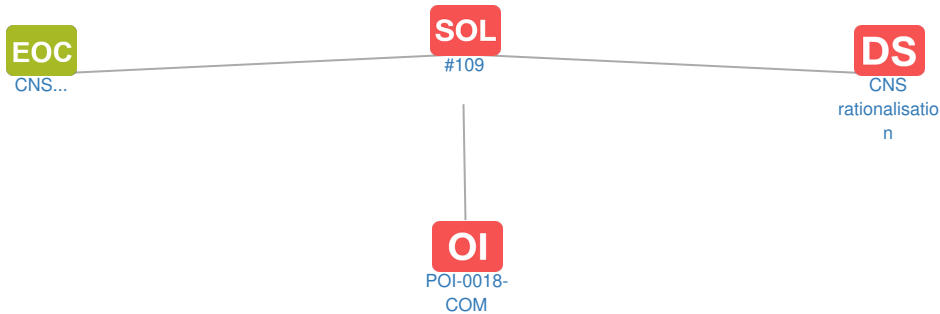 SOL
#109
EOC
CNS...
DS
CNS
rationalisatio
n
OI
POI-0018-
COM